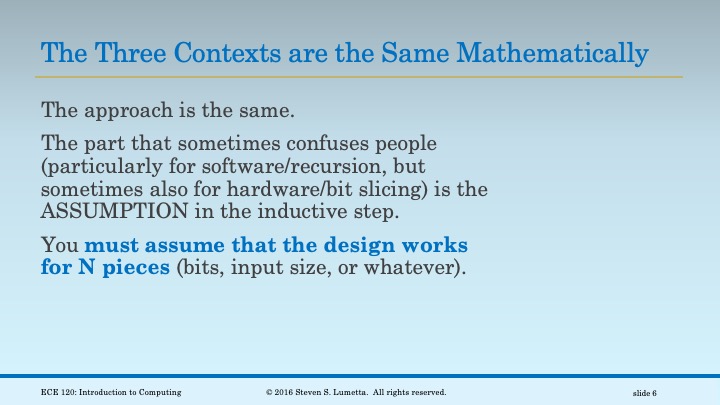 The Three Contexts are the Same Mathematically
The approach is the same.
The part that sometimes confuses people
(particularly for software/recursion, but
sometimes also for hardware/bit slicing) is the
ASSUMPTION in the inductive step.
You must assume that the design works
for N pieces (bits, input size, or whatever).
ECE 120: Introduction to Computing
© 2016 Steven S. Lumetta.  All rights reserved.
slide 6